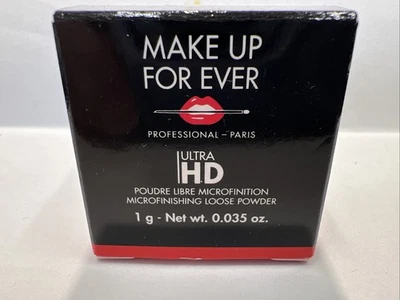 MAKE UP
FOR EVER
PROFESSIONAL – PARIS
ULTRA
HD
POUDRE LIBRE MICROFINITION
MICROFINISHING LOOSE POWDER
1 g - Net wt. 0.035 oz.